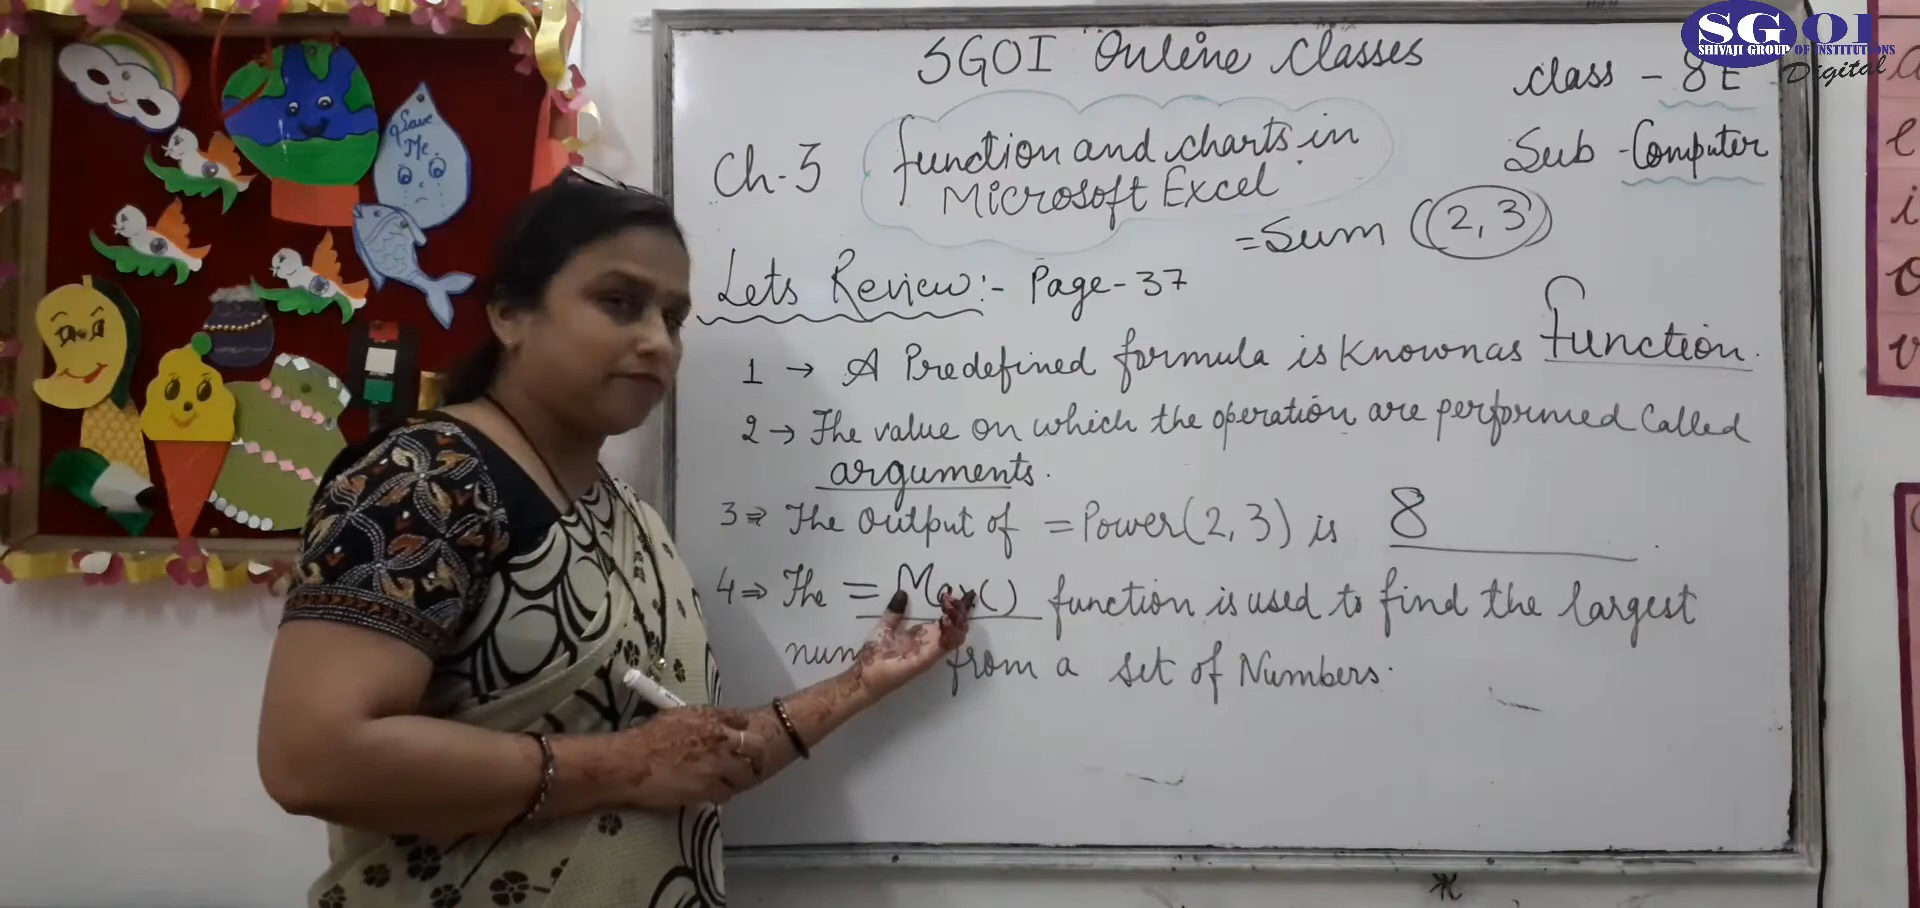 SGOI Online Classes
SGOI
SHIVAJI GROUP OF INSTITUTIONS
Digital
Class - 8E
Sub - Computer
Ch-5 function and charts in
Microsoft Excel
=Sum (2, 3)
Lets Review:- Page-37
1 → A Predefined formula is Known as function.
2 → The value on which the operation are performed Called
arguments.
3 ⇒ The output of =Power(2, 3) is 8.
4 ⇒ The =Max() function is used to find the largest
from a set of Numbers.
Save
Me